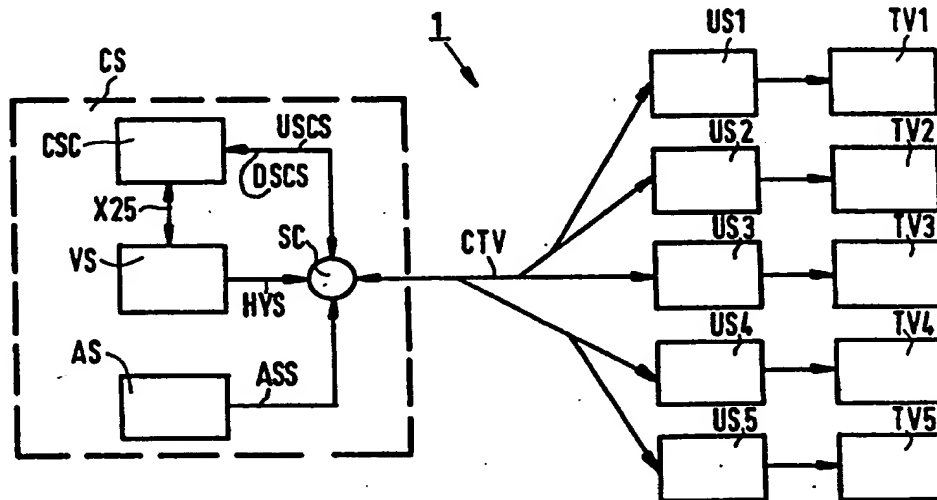 1
CS
CSC
USCS
DSCS
X25
VS
HYS
SC
AS
ASS
CTV
US1
TV1
US2
TV2
US3
TV3
US4
TV4
US5
TV5